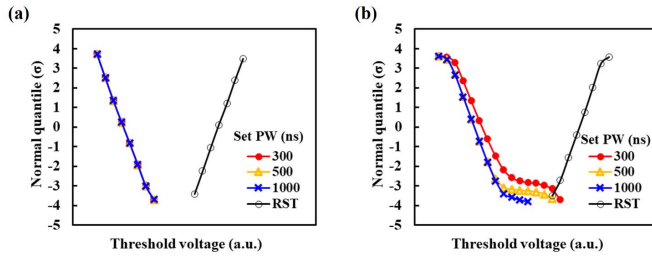 (a)
Normal quantile (σ)
5
4
3
2
1
0
-1
-2
-3
-4
-5
Set PW (ns)
300
500
1000
RST
Threshold voltage (a.u.)
(b)
Normal quantile (σ)
5
4
3
2
1
0
-1
-2
-3
-4
-5
Set PW (ns)
300
500
1000
RST
Threshold voltage (a.u.)